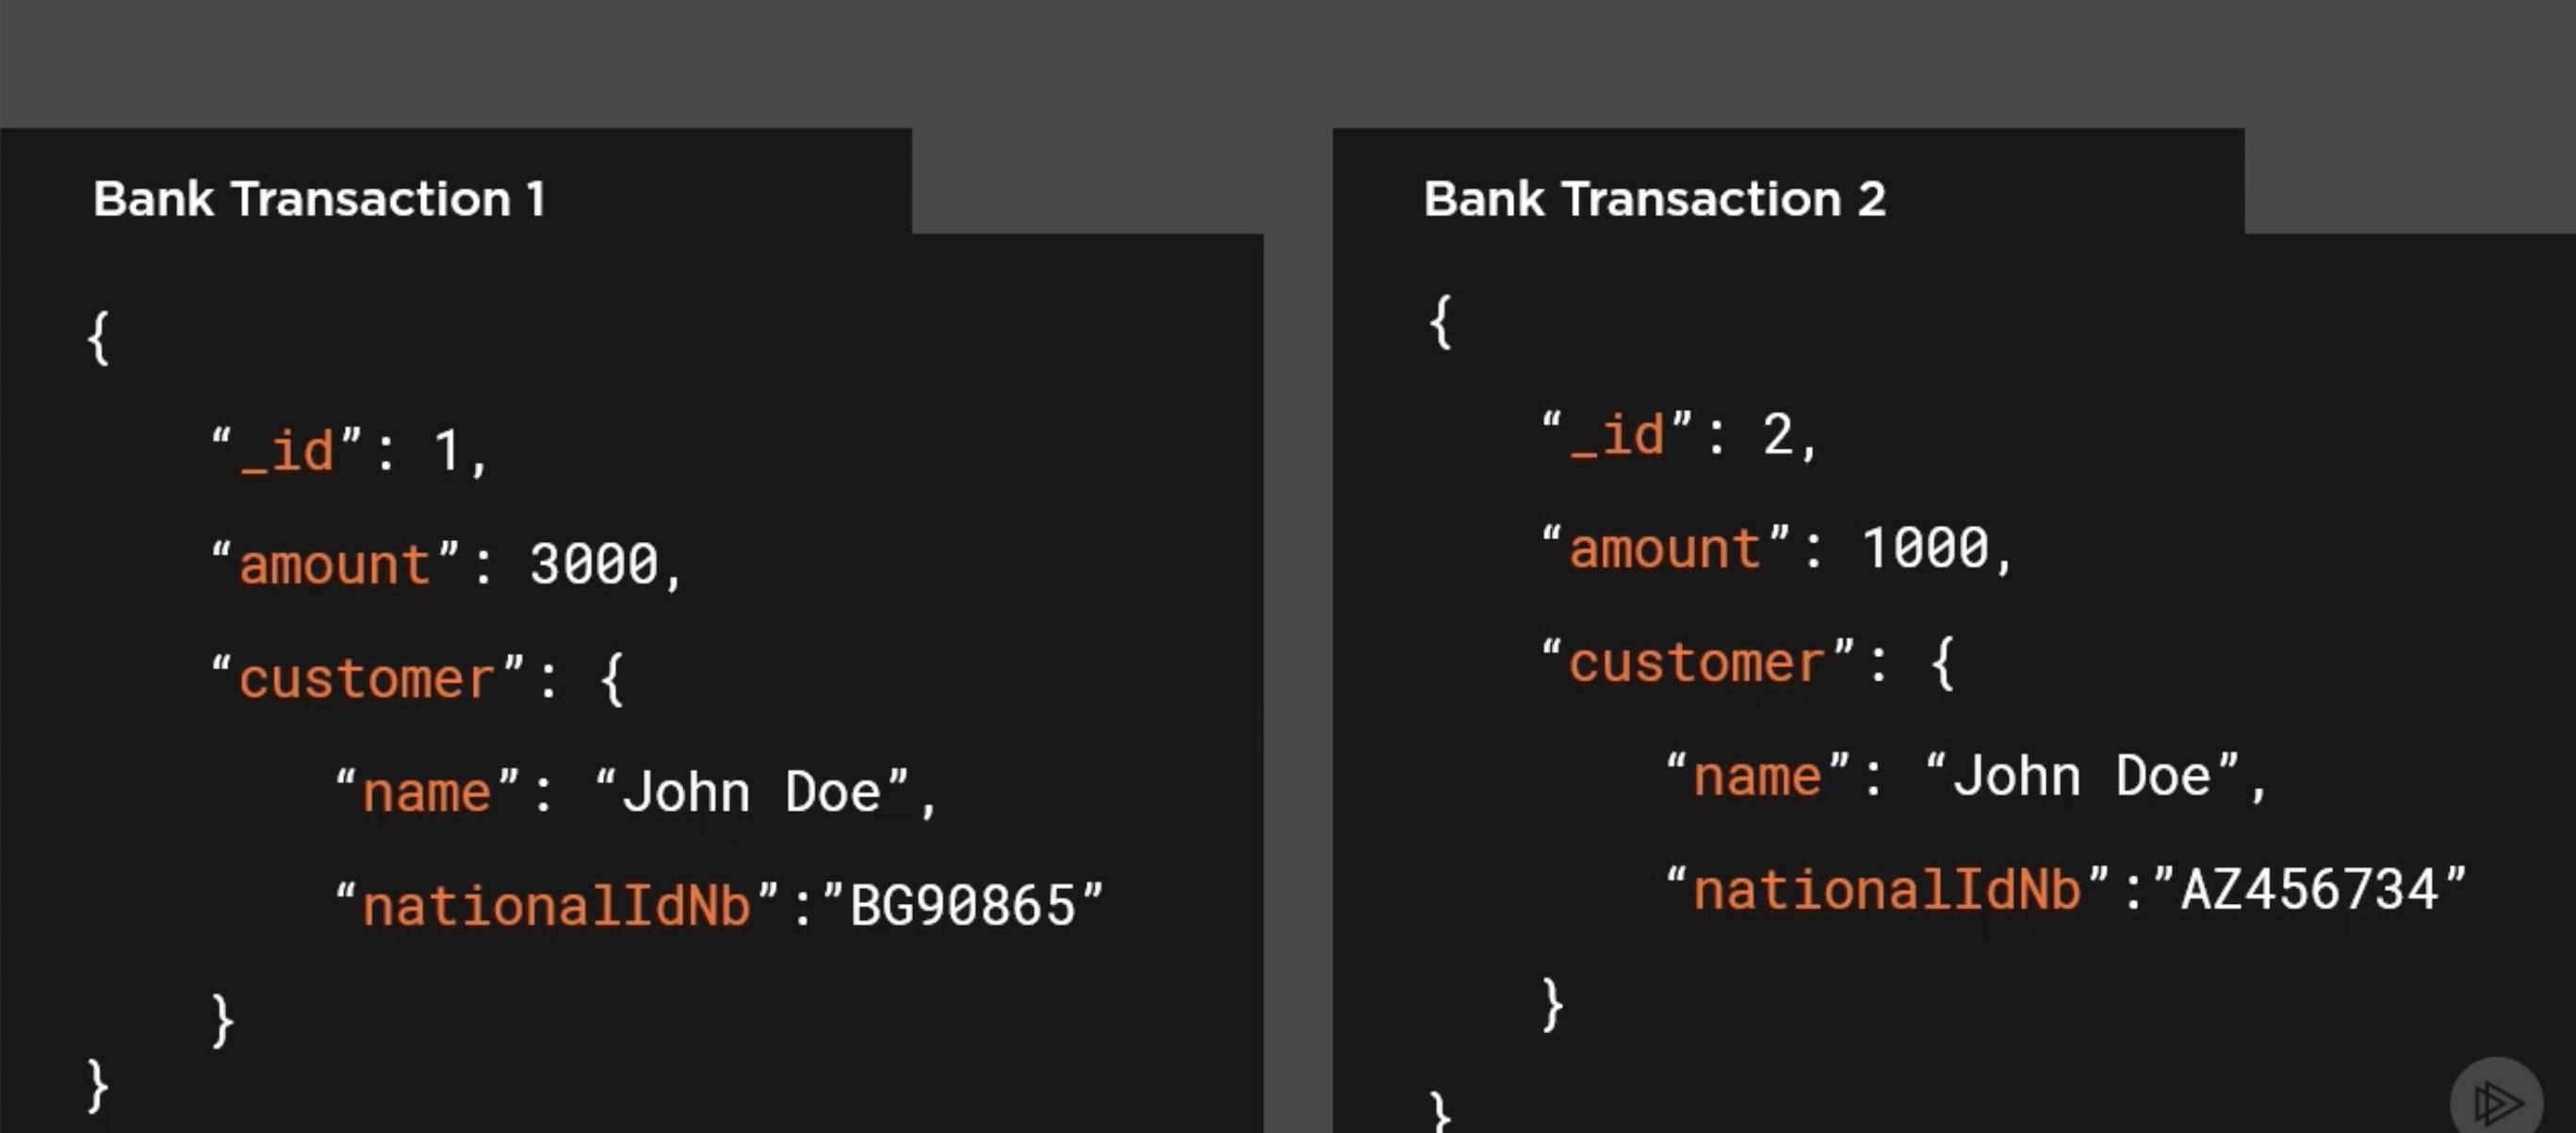 Bank Transaction 1
{
“_id”: 1,
“amount”: 3000,
“customer”: {
“name”: “John Doe”,
“nationalIdNb”:”BG90865”
}
}
Bank Transaction 2
{
“_id”: 2,
“amount”: 1000,
“customer”: {
“name”: “John Doe”,
“nationalIdNb”:”AZ456734”
}
}